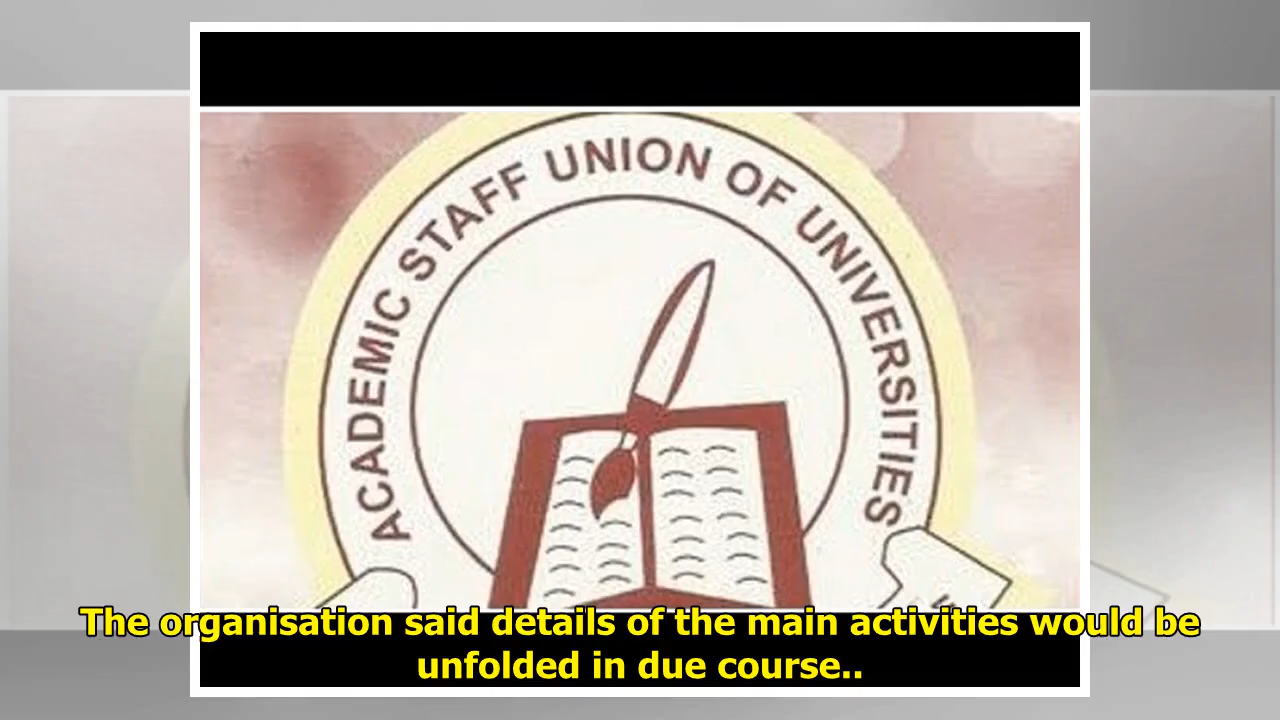 ACADEMIC STAFF UNION OF UNIVERSITIES
The organisation said details of the main activities would be
unfolded in due course..